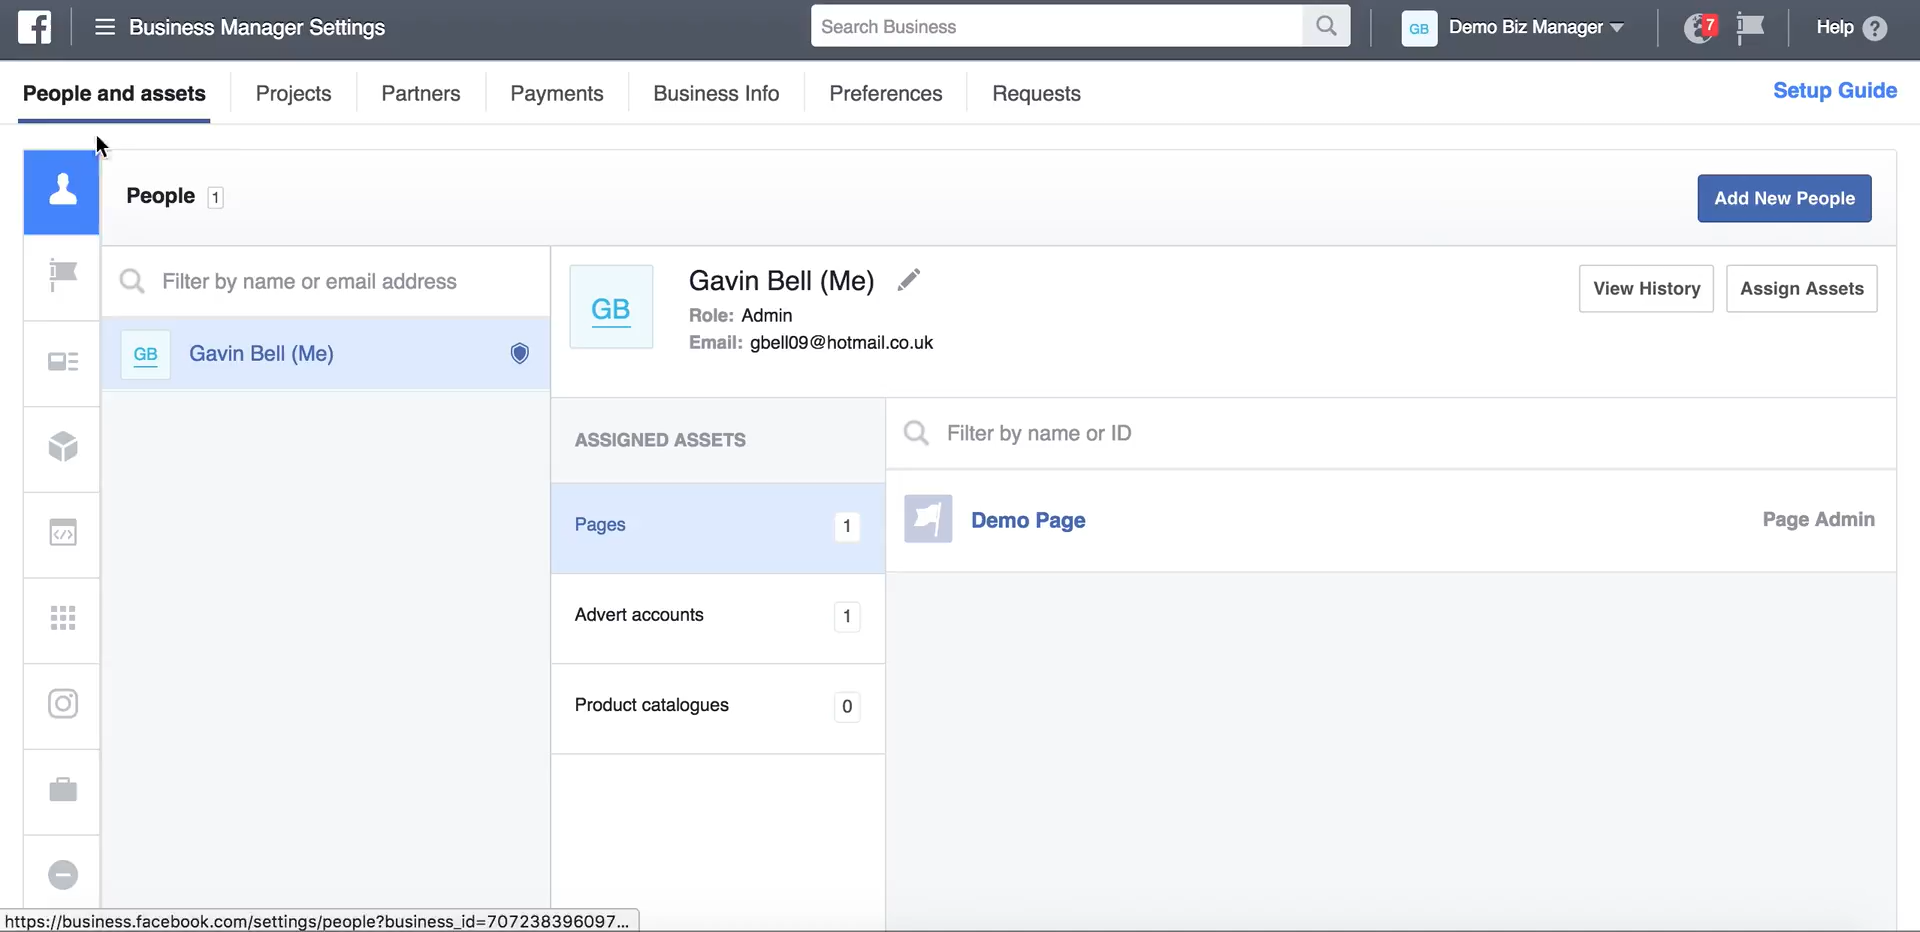 Business Manager Settings
Search Business
GB Demo Biz Manager
7
Help ?
People and assets
Projects
Partners
Payments
Business Info
Preferences
Requests
Setup Guide
People 1
Add New People
Filter by name or email address
GB Gavin Bell (Me)
GB
Gavin Bell (Me)
Role: Admin
Email: gbell09@hotmail.co.uk
View History
Assign Assets
ASSIGNED ASSETS
Pages 1
Advert accounts 1
Product catalogues 0
Filter by name or ID
Demo Page
Page Admin
https://business.facebook.com/settings/people?business_id=707238396097...